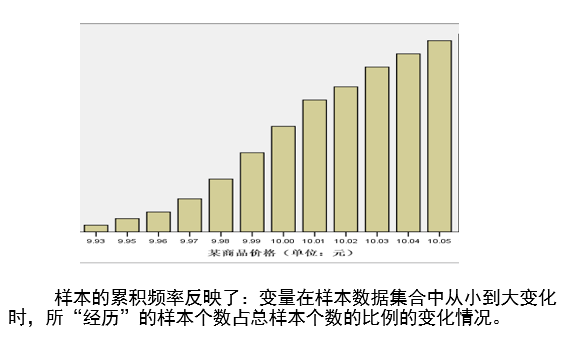 9.93 9.95 9.96 9.97 9.98 9.99 10.00 10.01 10.02 10.03 10.04 10.05
某商品价格（单位：元）
样本的累积频率反映了：变量在样本数据集合中从小到大变化
时，所“经历”的样本个数占总样本个数的比例的变化情况。